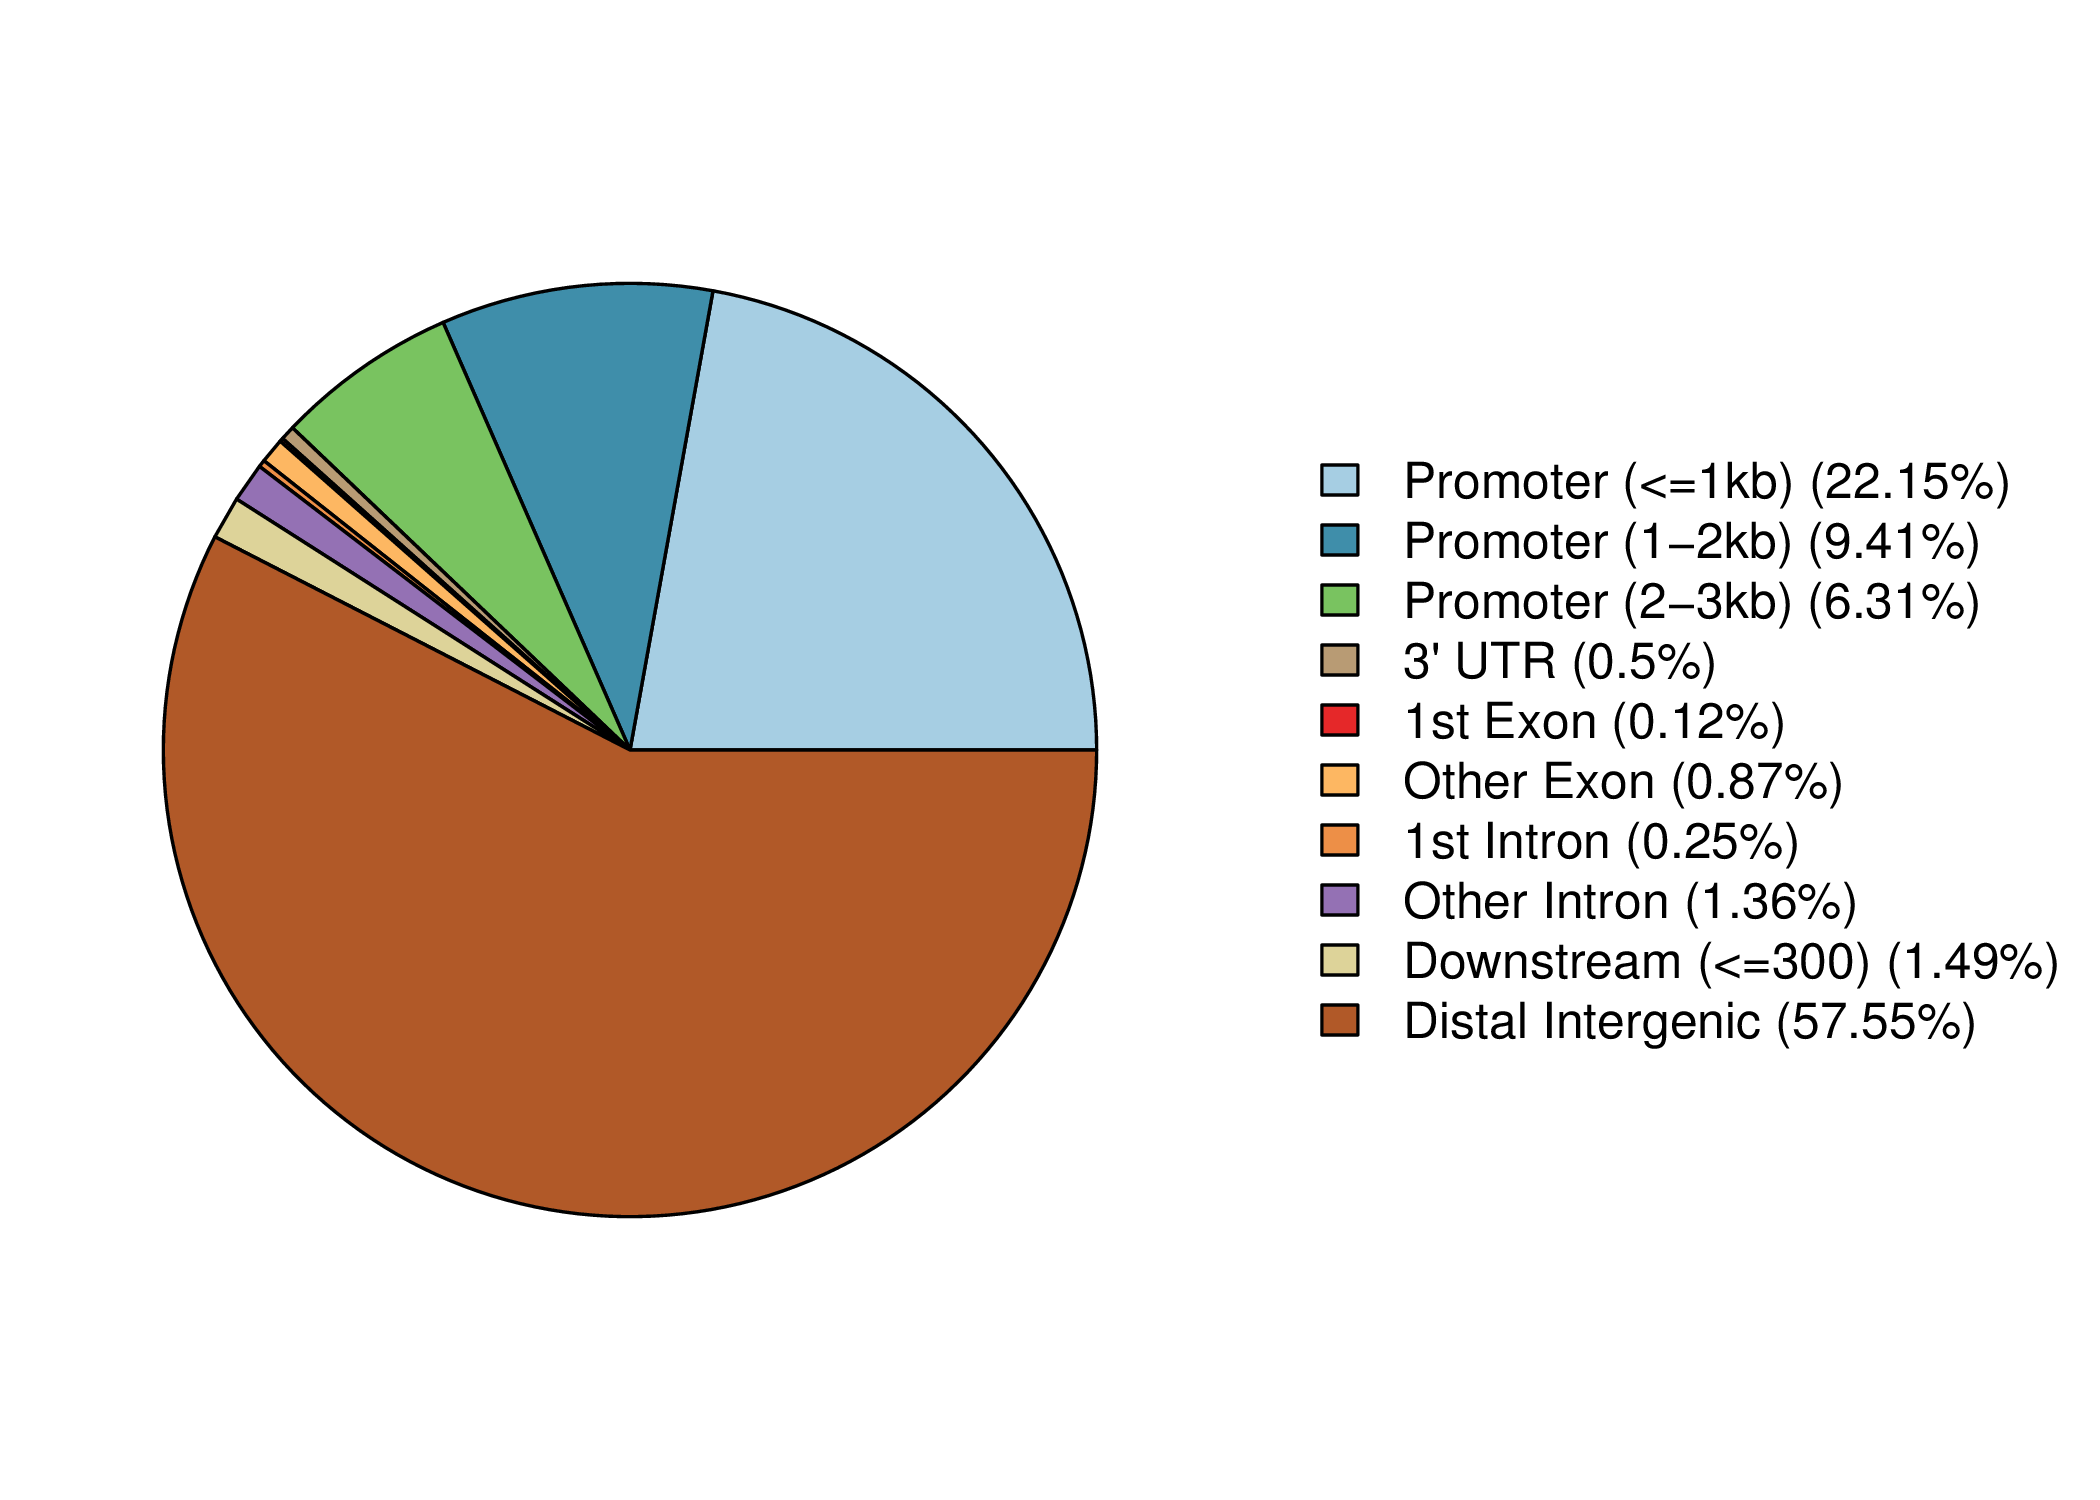 Promoter (<=1kb) (22.15%)
Promoter (1−2kb) (9.41%)
Promoter (2−3kb) (6.31%)
3' UTR (0.5%)
1st Exon (0.12%)
Other Exon (0.87%)
1st Intron (0.25%)
Other Intron (1.36%)
Downstream (<=300) (1.49%)
Distal Intergenic (57.55%)